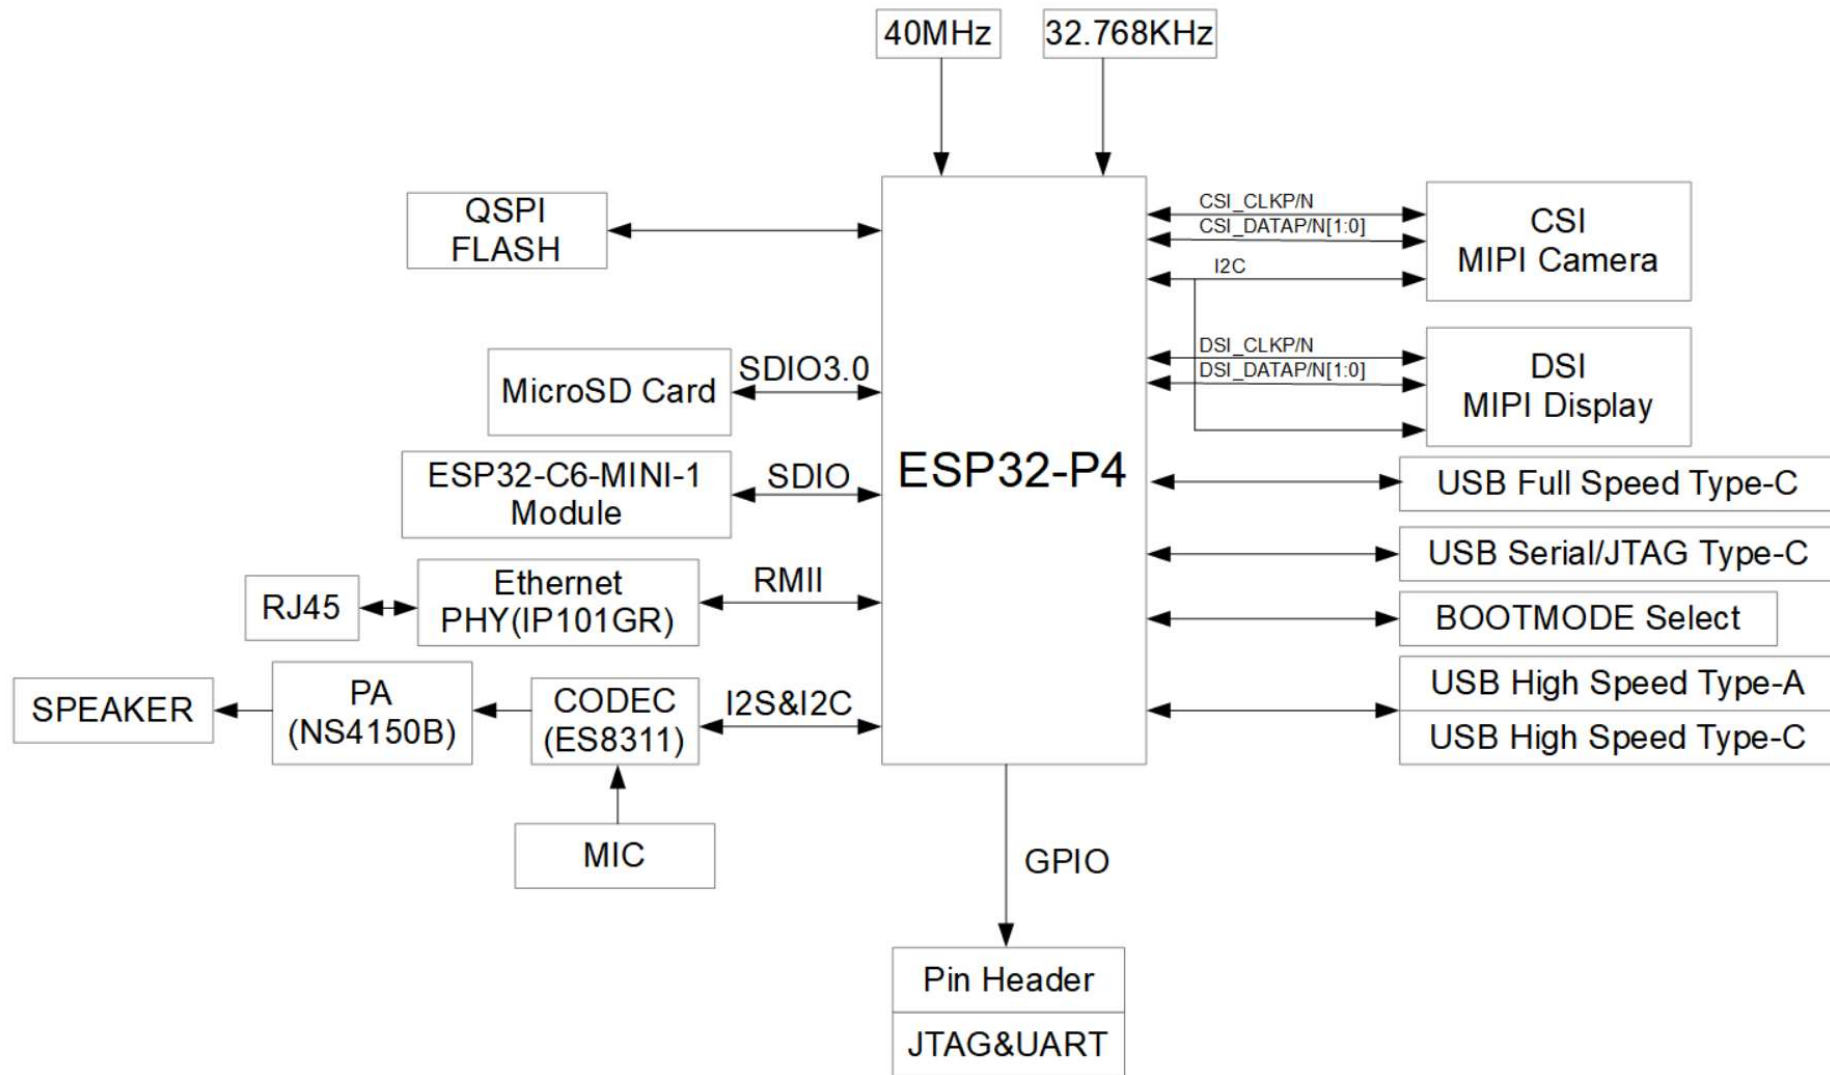 40MHz
32.768KHz
QSPI
FLASH
CSI_CLKP/N
CSI_DATAP/N[1:0]
I2C
CSI
MIPI Camera
MicroSD Card
SDIO3.0
DSI_CLKP/N
DSI_DATAP/N[1:0]
DSI
MIPI Display
ESP32-P4
ESP32-C6-MINI-1
Module
SDIO
USB Full Speed Type-C
USB Serial/JTAG Type-C
RJ45
Ethernet
PHY(IP101GR)
RMII
BOOTMODE Select
SPEAKER
PA
(NS4150B)
CODEC
(ES8311)
I2S&I2C
USB High Speed Type-A
USB High Speed Type-C
MIC
GPIO
Pin Header
JTAG&UART